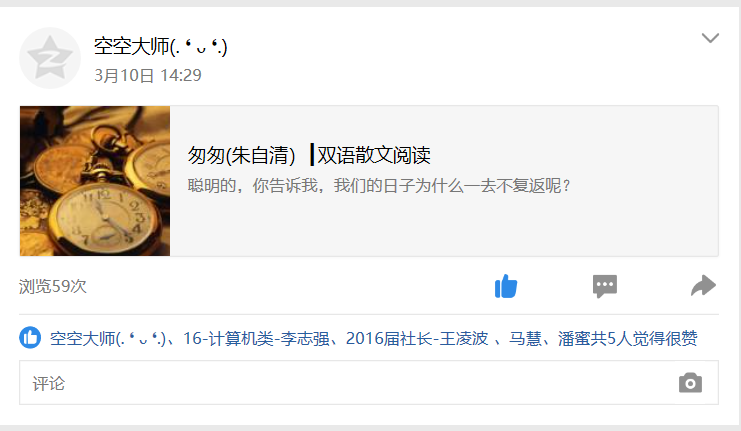 空空大师(. ❛ ᴗ ❛.)
3月10日 14:29
匆匆(朱自清) ┃双语散文阅读
聪明的，你告诉我，我们的日子为什么一去不复返呢？
浏览59次
空空大师(. ❛ ᴗ ❛.)、16-计算机类-李志强、2016届社长-王凌波 、马慧、潘蜜共5人觉得很赞
评论